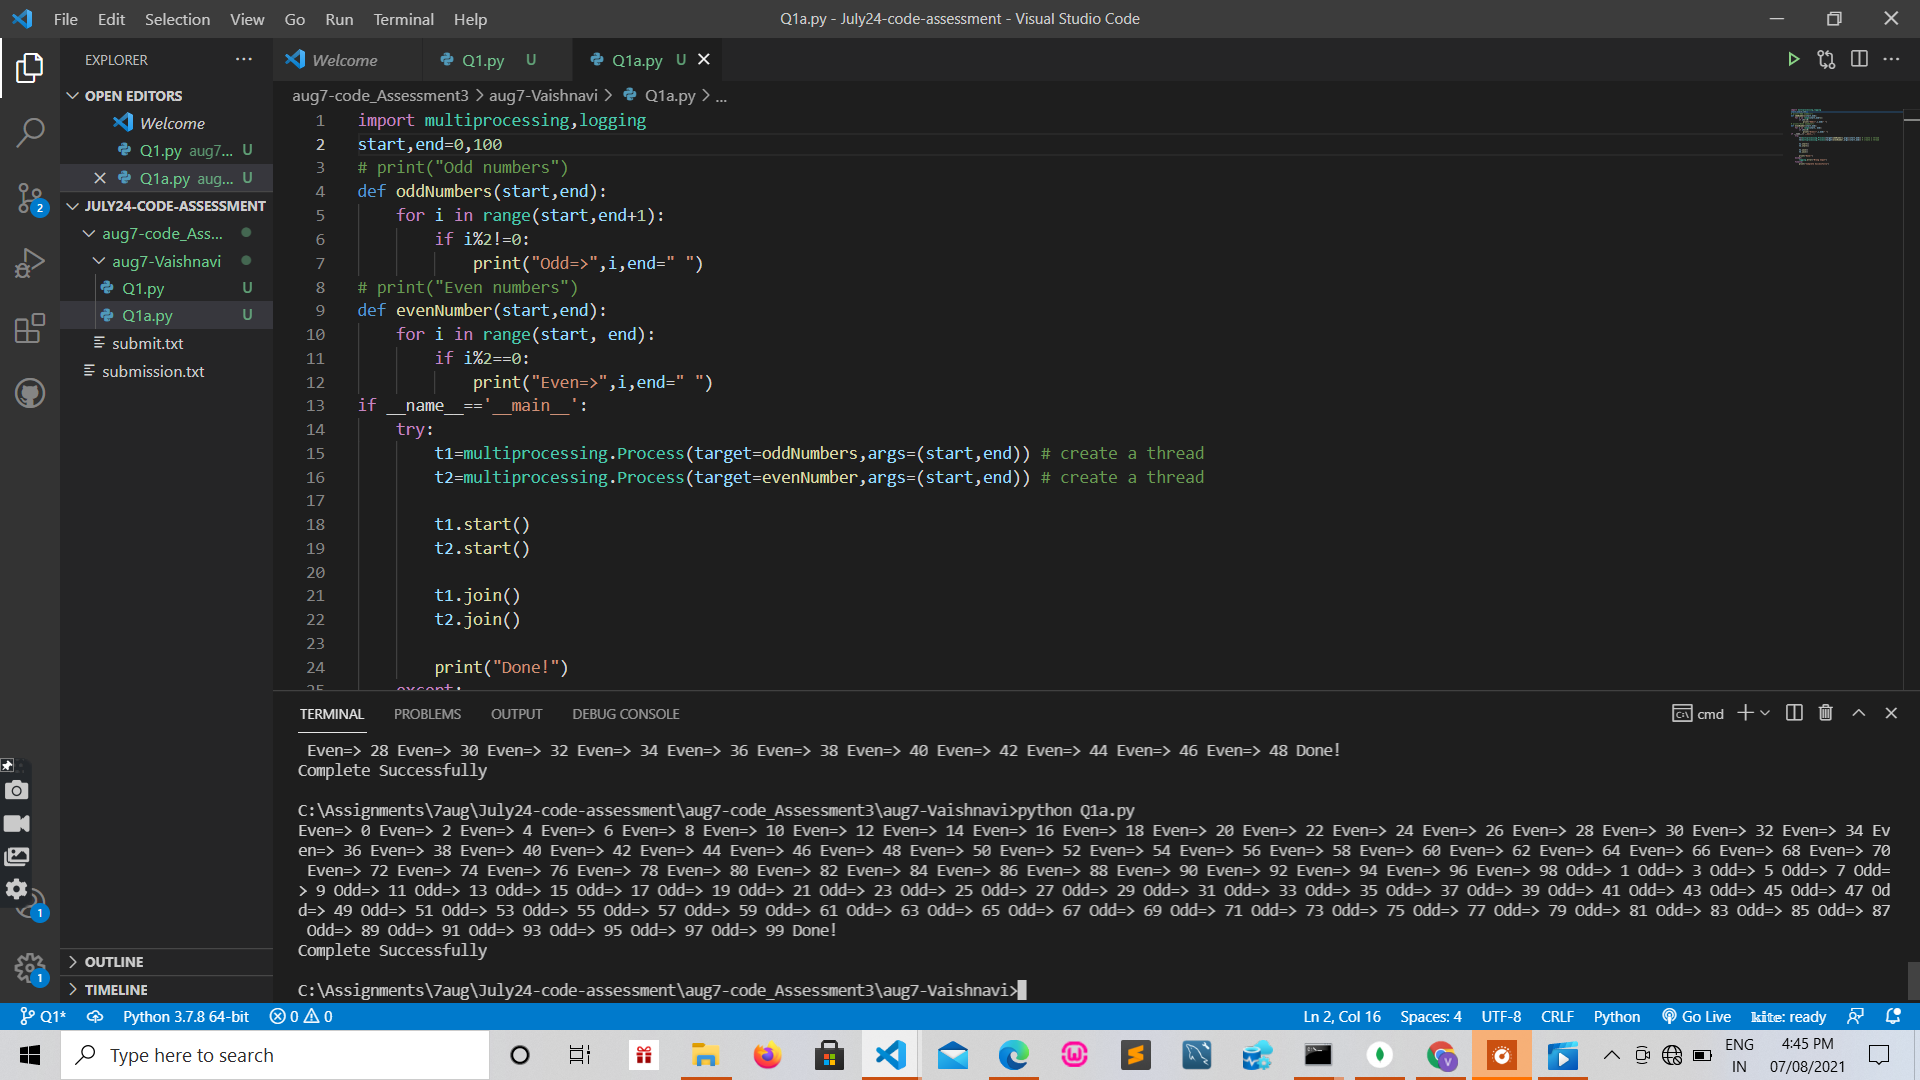 File Edit Selection View Go Run Terminal Help
Q1a.py - July24-code-assessment - Visual Studio Code
EXPLORER
OPEN EDITORS
Welcome
Q1.py aug7... U
Q1a.py aug... U
JULY24-CODE-ASSESSMENT
aug7-code_Ass...
aug7-Vaishnavi
Q1.py U
Q1a.py U
submit.txt
submission.txt
OUTLINE
TIMELINE
2
1
1
Welcome
Q1.py U
Q1a.py U
aug7-code_Assessment3 > aug7-Vaishnavi > Q1a.py > ...
1 import multiprocessing,logging
2 start,end=0,100
3 # print("Odd numbers")
4 def oddNumbers(start,end):
5 for i in range(start,end+1):
6 if i%2!=0:
7 print("Odd=>",i,end=" ")
8 # print("Even numbers")
9 def evenNumber(start,end):
10 for i in range(start, end):
11 if i%2==0:
12 print("Even=>",i,end=" ")
13 if __name__=='__main__':
14 try:
15 t1=multiprocessing.Process(target=oddNumbers,args=(start,end)) # create a thread
16 t2=multiprocessing.Process(target=evenNumber,args=(start,end)) # create a thread
17
18 t1.start()
19 t2.start()
20
21 t1.join()
22 t2.join()
23
24 print("Done!")
25 except:
TERMINAL PROBLEMS OUTPUT DEBUG CONSOLE
cmd
Even=> 28 Even=> 30 Even=> 32 Even=> 34 Even=> 36 Even=> 38 Even=> 40 Even=> 42 Even=> 44 Even=> 46 Even=> 48 Done!
Complete Successfully
C:\Assignments\7aug\July24-code-assessment\aug7-code_Assessment3\aug7-Vaishnavi>python Q1a.py
Even=> 0 Even=> 2 Even=> 4 Even=> 6 Even=> 8 Even=> 10 Even=> 12 Even=> 14 Even=> 16 Even=> 18 Even=> 20 Even=> 22 Even=> 24 Even=> 26 Even=> 28 Even=> 30 Even=> 32 Even=> 34 Ev
en=> 36 Even=> 38 Even=> 40 Even=> 42 Even=> 44 Even=> 46 Even=> 48 Even=> 50 Even=> 52 Even=> 54 Even=> 56 Even=> 58 Even=> 60 Even=> 62 Even=> 64 Even=> 66 Even=> 68 Even=> 70
Even=> 72 Even=> 74 Even=> 76 Even=> 78 Even=> 80 Even=> 82 Even=> 84 Even=> 86 Even=> 88 Even=> 90 Even=> 92 Even=> 94 Even=> 96 Even=> 98 Odd=> 1 Odd=> 3 Odd=> 5 Odd=> 7 Odd=
> 9 Odd=> 11 Odd=> 13 Odd=> 15 Odd=> 17 Odd=> 19 Odd=> 21 Odd=> 23 Odd=> 25 Odd=> 27 Odd=> 29 Odd=> 31 Odd=> 33 Odd=> 35 Odd=> 37 Odd=> 39 Odd=> 41 Odd=> 43 Odd=> 45 Odd=> 47 Od
d=> 49 Odd=> 51 Odd=> 53 Odd=> 55 Odd=> 57 Odd=> 59 Odd=> 61 Odd=> 63 Odd=> 65 Odd=> 67 Odd=> 69 Odd=> 71 Odd=> 73 Odd=> 75 Odd=> 77 Odd=> 79 Odd=> 81 Odd=> 83 Odd=> 85 Odd=> 87
Odd=> 89 Odd=> 91 Odd=> 93 Odd=> 95 Odd=> 97 Odd=> 99 Done!
Complete Successfully
C:\Assignments\7aug\July24-code-assessment\aug7-code_Assessment3\aug7-Vaishnavi>
Q1* Python 3.7.8 64-bit 0 0 Ln 2, Col 16 Spaces: 4 UTF-8 CRLF Python Go Live kite: ready
Type here to search
ENG
IN
4:45 PM
07/08/2021